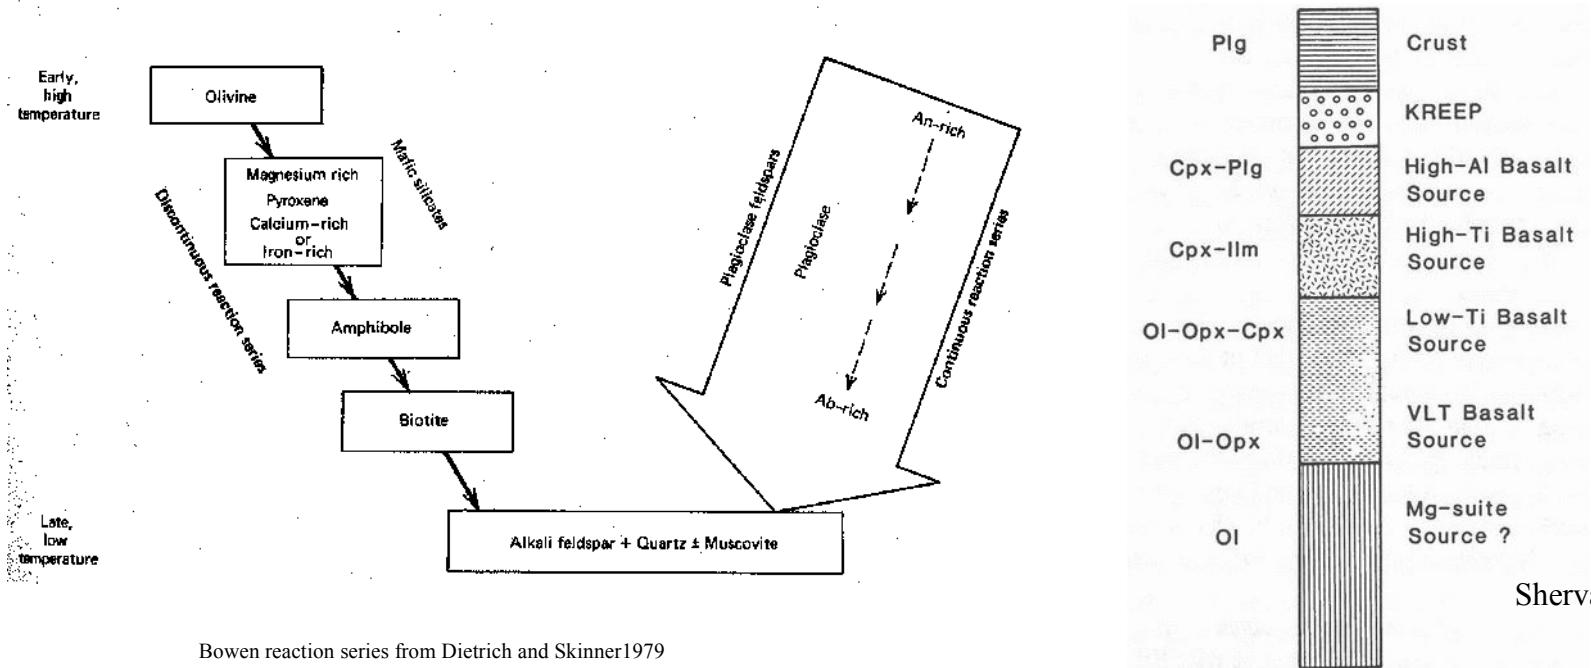 Early,
high
temperature
Olivine
Magnesium rich
Pyroxene
Calcium-rich
or
Iron-rich
Mafic silicates
Discontinuous reaction series
Amphibole
Biotite
Late,
low
temperature
Alkali feldspar + Quartz ± Muscovite
Plagioclase feldspars
An-rich
Plagioclase
Ab-rich
Continuous reaction series
Bowen reaction series from Dietrich and Skinner1979
Plg
Crust
KREEP
Cpx-Plg
High-Al Basalt
Source
Cpx-Ilm
High-Ti Basalt
Source
Ol-Opx-Cpx
Low-Ti Basalt
Source
Ol-Opx
VLT Basalt
Source
Ol
Mg-suite
Source ?
Sherva